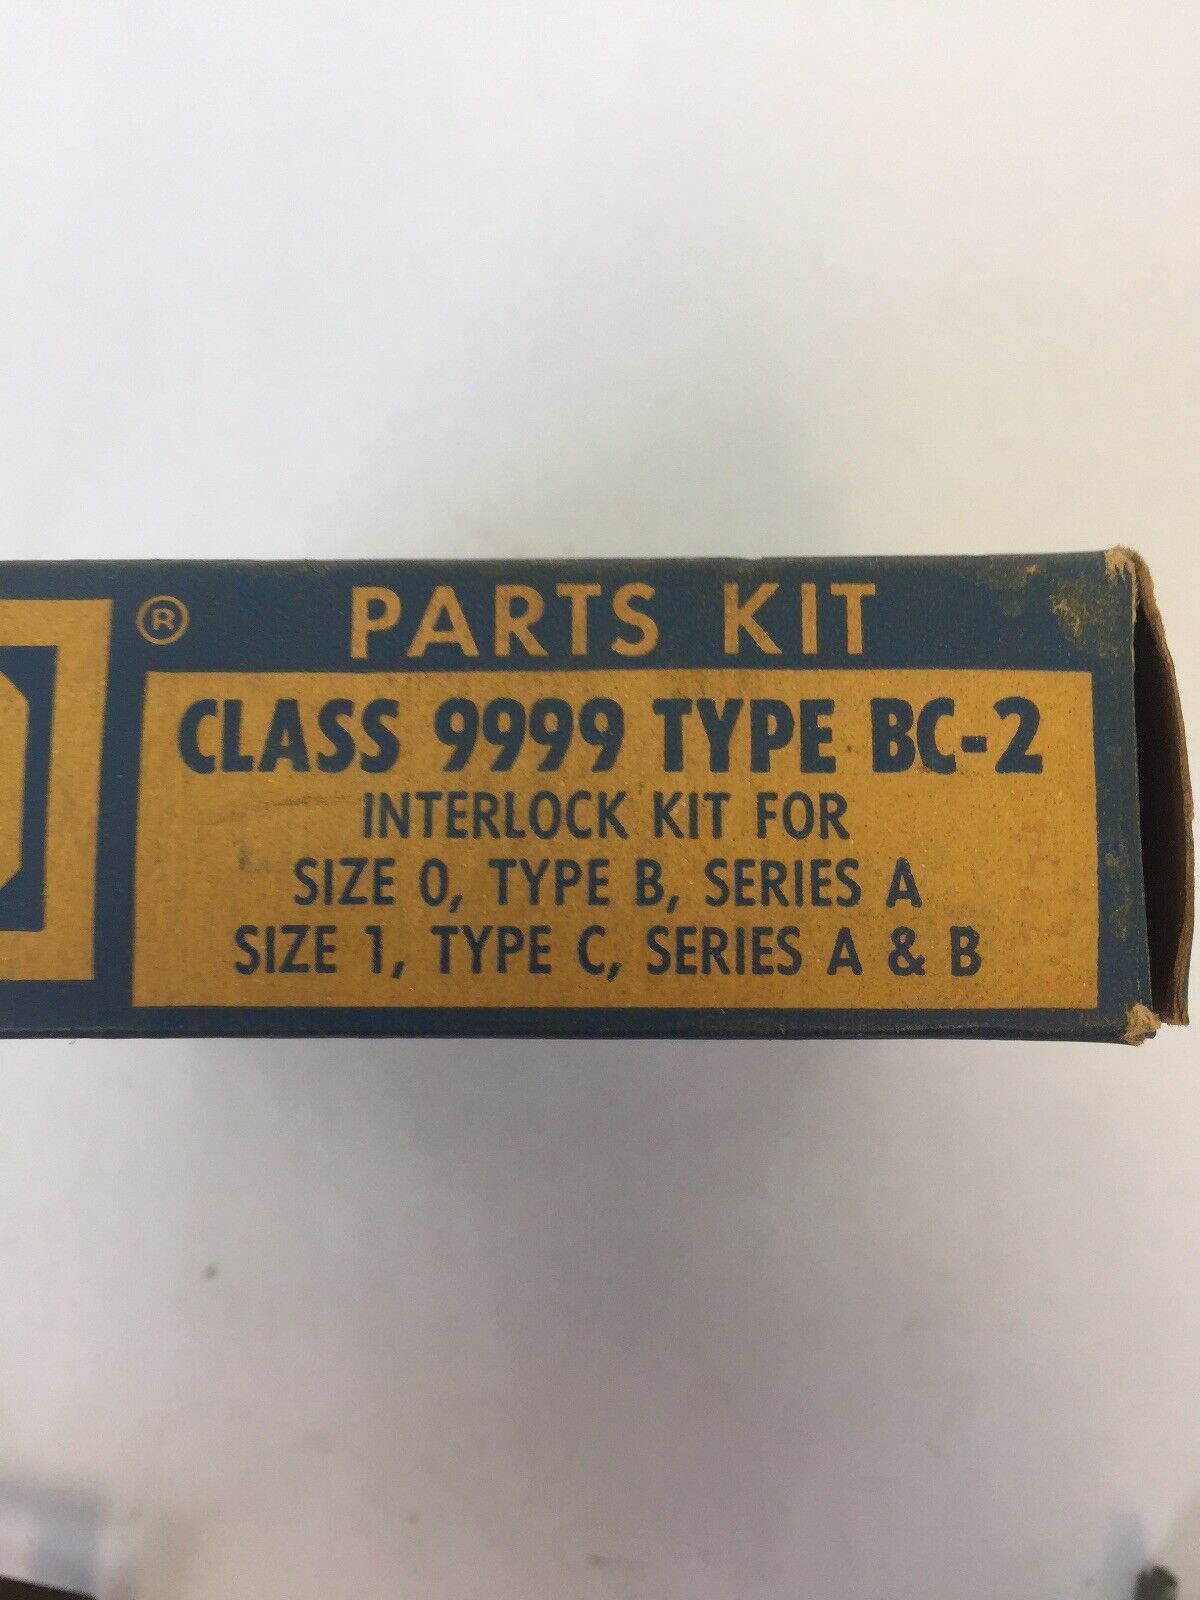 ®
PARTS KIT
CLASS 9999 TYPE BC-2
INTERLOCK KIT FOR
SIZE 0, TYPE B, SERIES A
SIZE 1, TYPE C, SERIES A & B